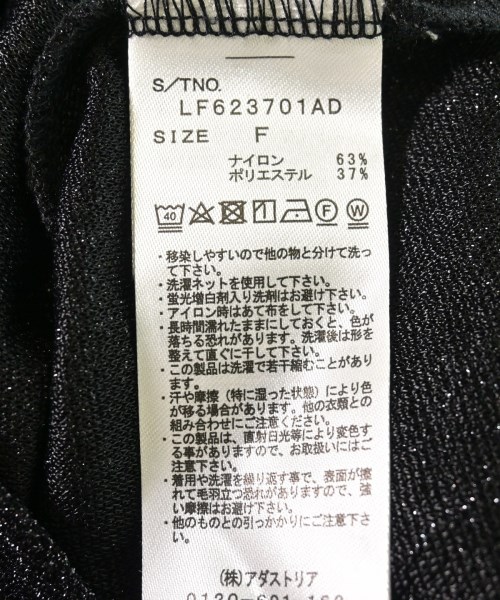 S/TNO.
LF623701AD
SIZE F
ナイロン 63%
ポリエステル 37%
40 F W
・移染しやすいので他の物と分けて洗っ
て下さい。
・洗濯ネットを使用して下さい。
・蛍光増白剤入り洗剤はお避け下さい。
・アイロン時はあて布をして下さい。
・長時間濡れたままにしておくと、色が
落ちる恐れがあります。洗濯後は形を
整えて直ぐに干して下さい。
・この製品は洗濯で若干縮むことがあり
ます。
・汗や摩擦（特に湿った状態）により色
が移る場合があります。他の衣類との
組み合わせにご注意ください。
・この製品は、直射日光等により変色す
る事がありますので、お取扱いにはご
注意下さい。
・着用や洗濯を繰り返す事で、表面が擦
れて毛羽立つ恐れがありますので、強
い摩擦はお避け下さい。
・他のものとの引っかかりにご注意下さ
い。
(株)アダストリア